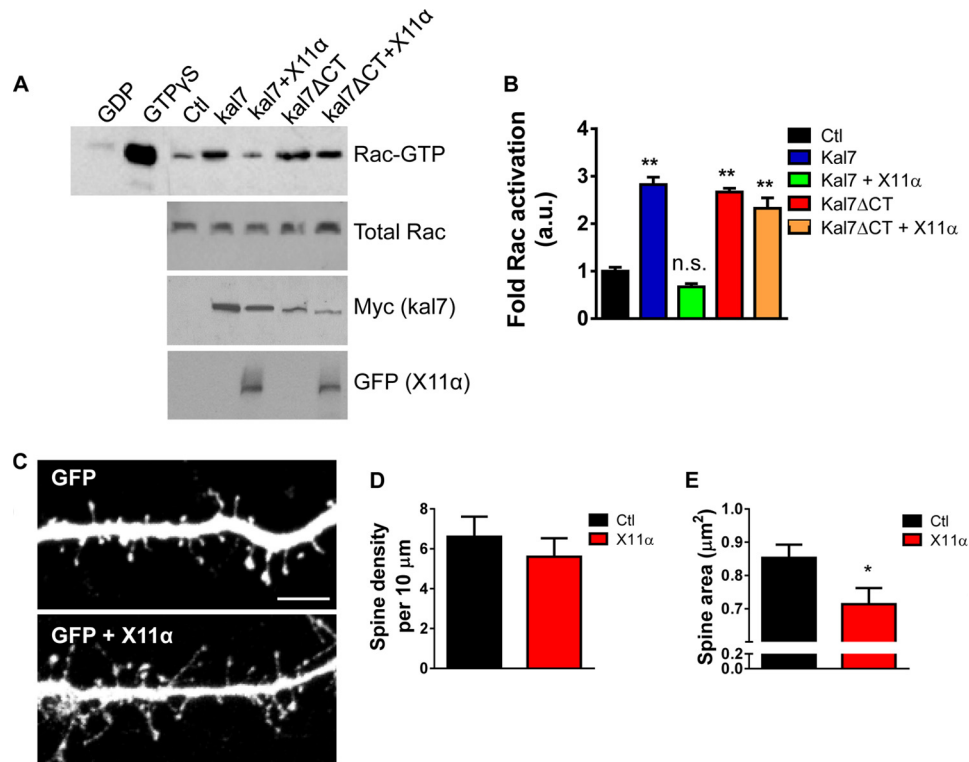 A
GDP
GTPγS
Ctl
kal7
kal7+X11α
kal7ΔCT
kal7ΔCT+X11α
Rac-GTP
Total Rac
Myc (kal7)
GFP (X11α)
B
Fold Rac activation
(a.u.)
4
3
2
1
0
**
n.s.
**
**
Ctl
Kal7
Kal7 + X11α
Kal7ΔCT
Kal7ΔCT + X11α
C
GFP
GFP + X11α
D
Spine density
per 10 μm
8
6
4
2
0
Ctl
X11α
E
Spine area (μm²)
1.0
0.9
0.8
0.7
0.2
0.0
*
Ctl
X11α